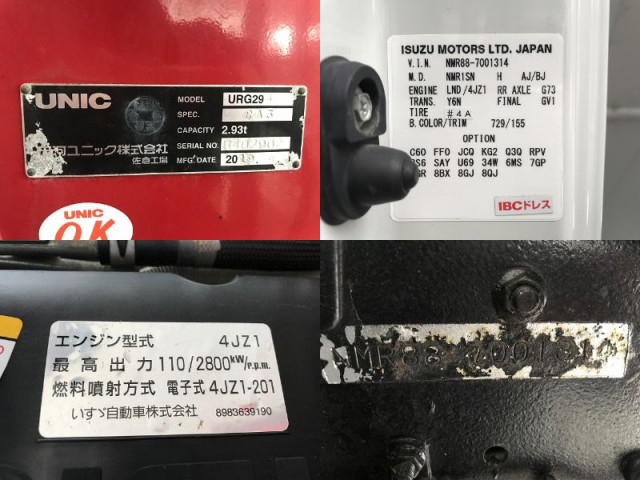 UNIC
MODEL URG29
SPEC.
CAPACITY 2.93t
SERIAL NO.
ユニック株式会社
佐倉工場
MFG DATE 20
UNIC
OK
ISUZU MOTORS LTD. JAPAN
V.I.N. NMR88-7001314
M.D. NMR1SN H AJ/BJ
ENGINE LND/4JZ1 RR AXLE G73
TRANS. Y6N FINAL GV1
TIRE #4A
B.COLOR/TRIM 729/155
OPTION
C60 FF0 JCQ KG2 Q3Q RPV
SAY U69 34W 6MS 7GP
8BX 8GJ 8QJ
IBCドレス
エンジン型式 4JZ1
最高出力 110/2800kW/r.p.m.
燃料噴射方式 電子式 4JZ1-201
いすゞ自動車株式会社 8983639190